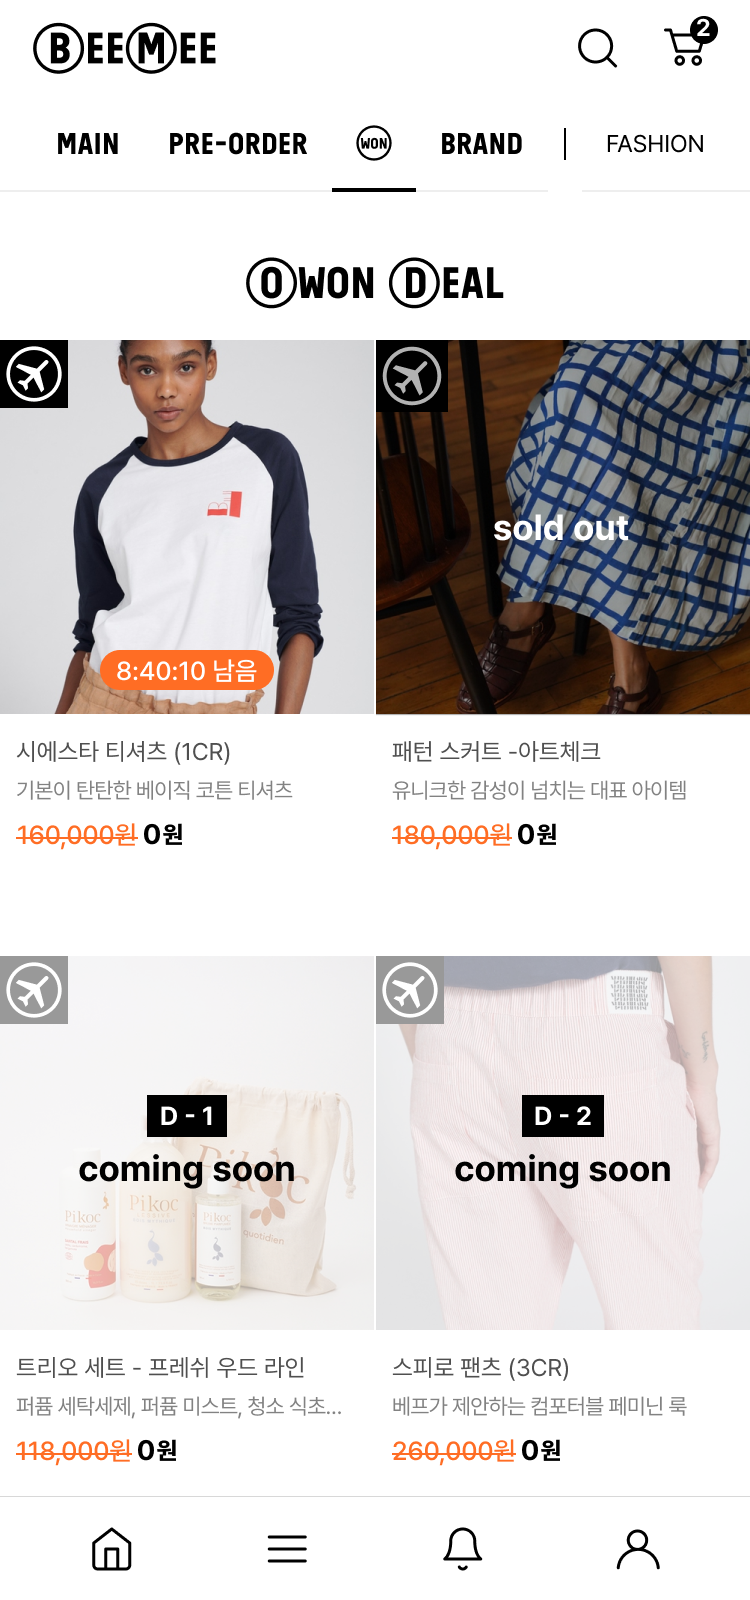 BEEMEE
2
MAIN PRE-ORDER WON BRAND | FASHION
OWON DEAL
8:40:10 남음
sold out
시에스타 티셔츠 (1CR)
기본이 탄탄한 베이직 코튼 티셔츠
160,000원 0원
패턴 스커트 -아트체크
유니크한 감성이 넘치는 대표 아이템
180,000원 0원
D - 1
coming soon
Pikoc
quotidien
Pikoc
Pikoc
Pikoc
D - 2
coming soon
트리오 세트 - 프레쉬 우드 라인
퍼퓸 세탁세제, 퍼퓸 미스트, 청소 식초...
118,000원 0원
스피로 팬츠 (3CR)
베프가 제안하는 컴포터블 페미닌 룩
260,000원 0원